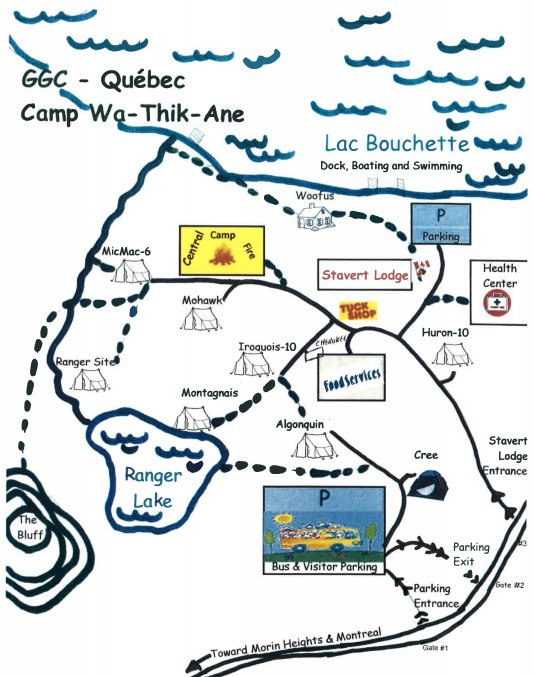 GGC - Québec
Camp Wa-Thik-Ane
Lac Bouchette
Dock, Boating and Swimming
Woofus
P
Parking
Central Camp Fire
MicMac-6
Stavert Lodge
Health
Center
Mohawk
TUCK
SHOP
CHEROKEE
Huron-10
Iroquois-10
Ranger Site
Food Services
Montagnais
Algonquin
Stavert
Lodge
Entrance
Cree
Ranger
Lake
P
The
Bluff
Bus & Visitor Parking
#3
Parking
Exit
Gate #2
Parking
Entrance
Toward Morin Heights & Montreal
Gate #1